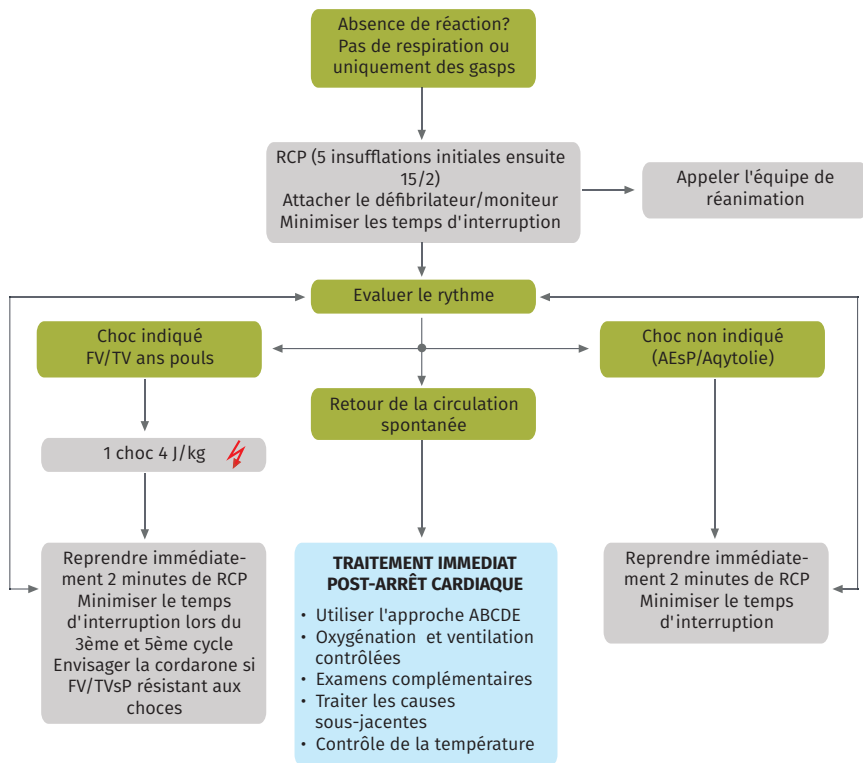 Absence de réaction?
Pas de respiration ou
uniquement des gasps
RCP (5 insufflations initiales ensuite
15/2)
Attacher le défibrilateur/moniteur
Minimiser les temps d'interruption
Appeler l'équipe de
réanimation
Evaluer le rythme
Choc indiqué
FV/TV ans pouls
Retour de la circulation
spontanée
Choc non indiqué
(AEsP/Aqytolie)
1 choc 4 J/kg
Reprendre immédiate-
ment 2 minutes de RCP
Minimiser le temps
d'interruption lors du
3ème et 5ème cycle
Envisager la cordarone si
FV/TVsP résistant aux
choces
TRAITEMENT IMMEDIAT
POST-ARRÊT CARDIAQUE
• Utiliser l'approche ABCDE
• Oxygénation et ventilation
contrôlées
• Examens complémentaires
• Traiter les causes
sous-jacentes
• Contrôle de la température
Reprendre immédiate-
ment 2 minutes de RCP
Minimiser le temps
d'interruption